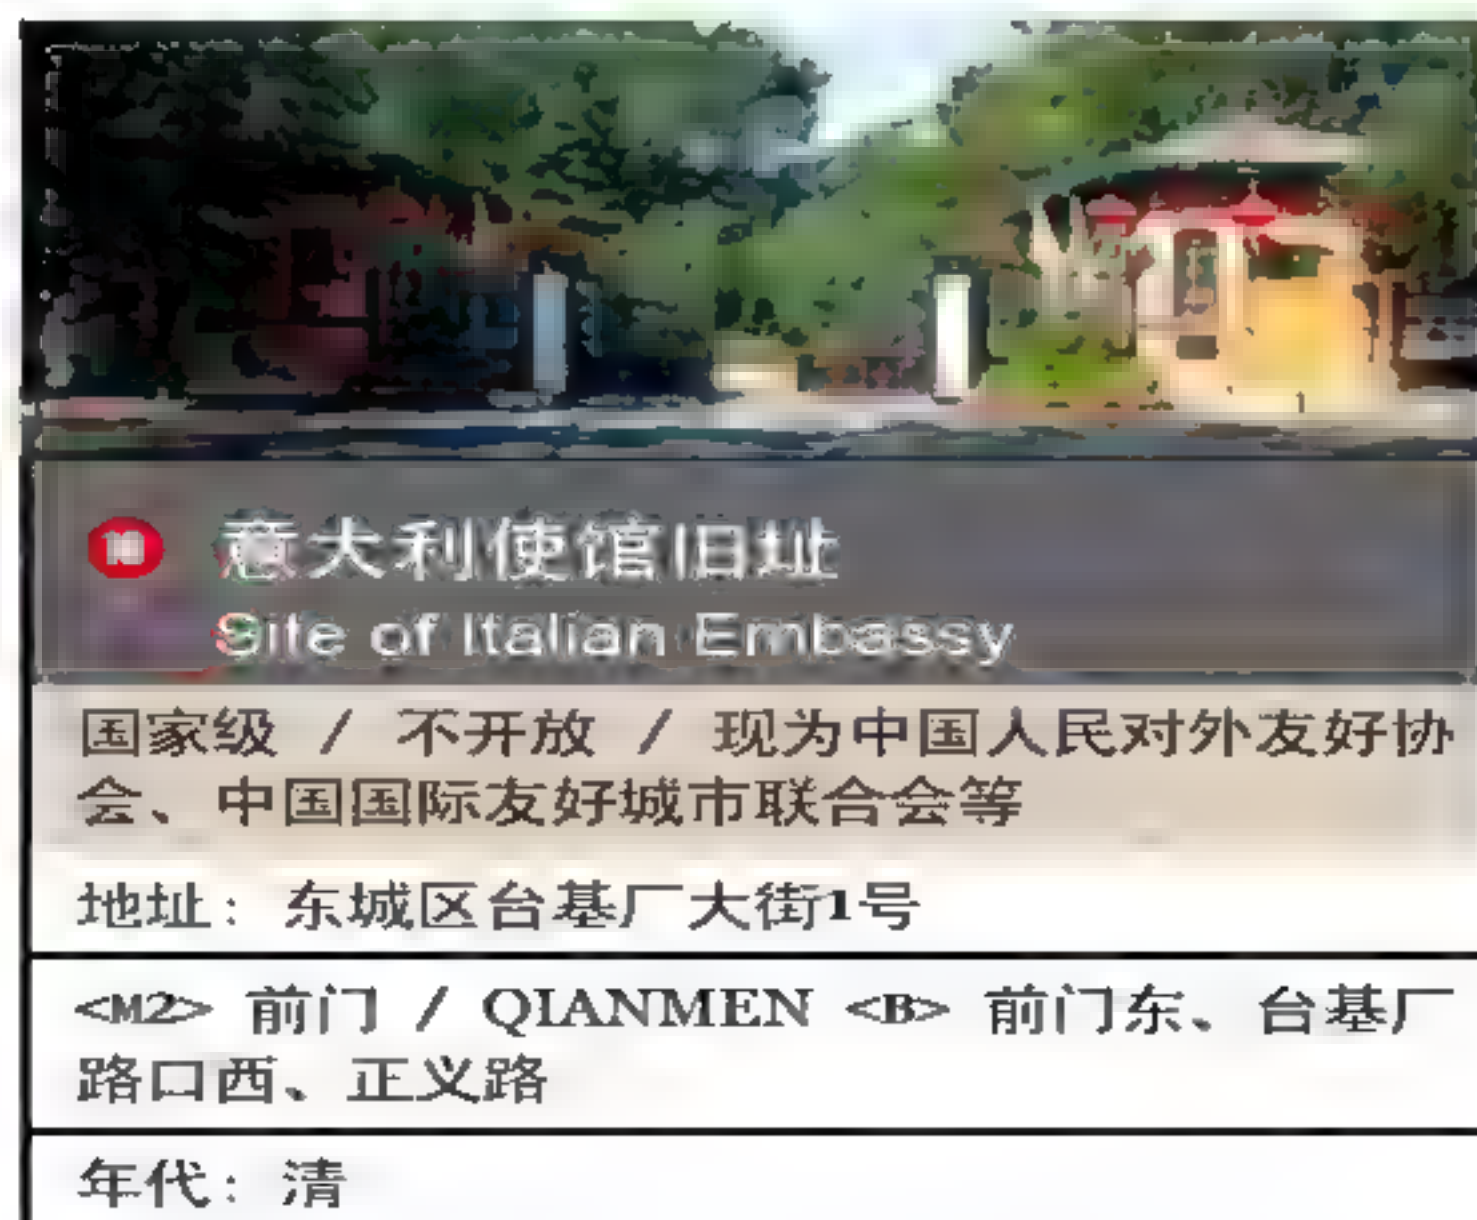 意大利使馆旧址
Site of Italian Embassy
国家级 / 不开放 / 现为中国人民对外友好协
会、中国国际友好城市联合会等
地址：东城区台基厂大街1号
<M2> 前门 / QIANMEN <B> 前门东、台基厂
路口西、正义路
年代：清